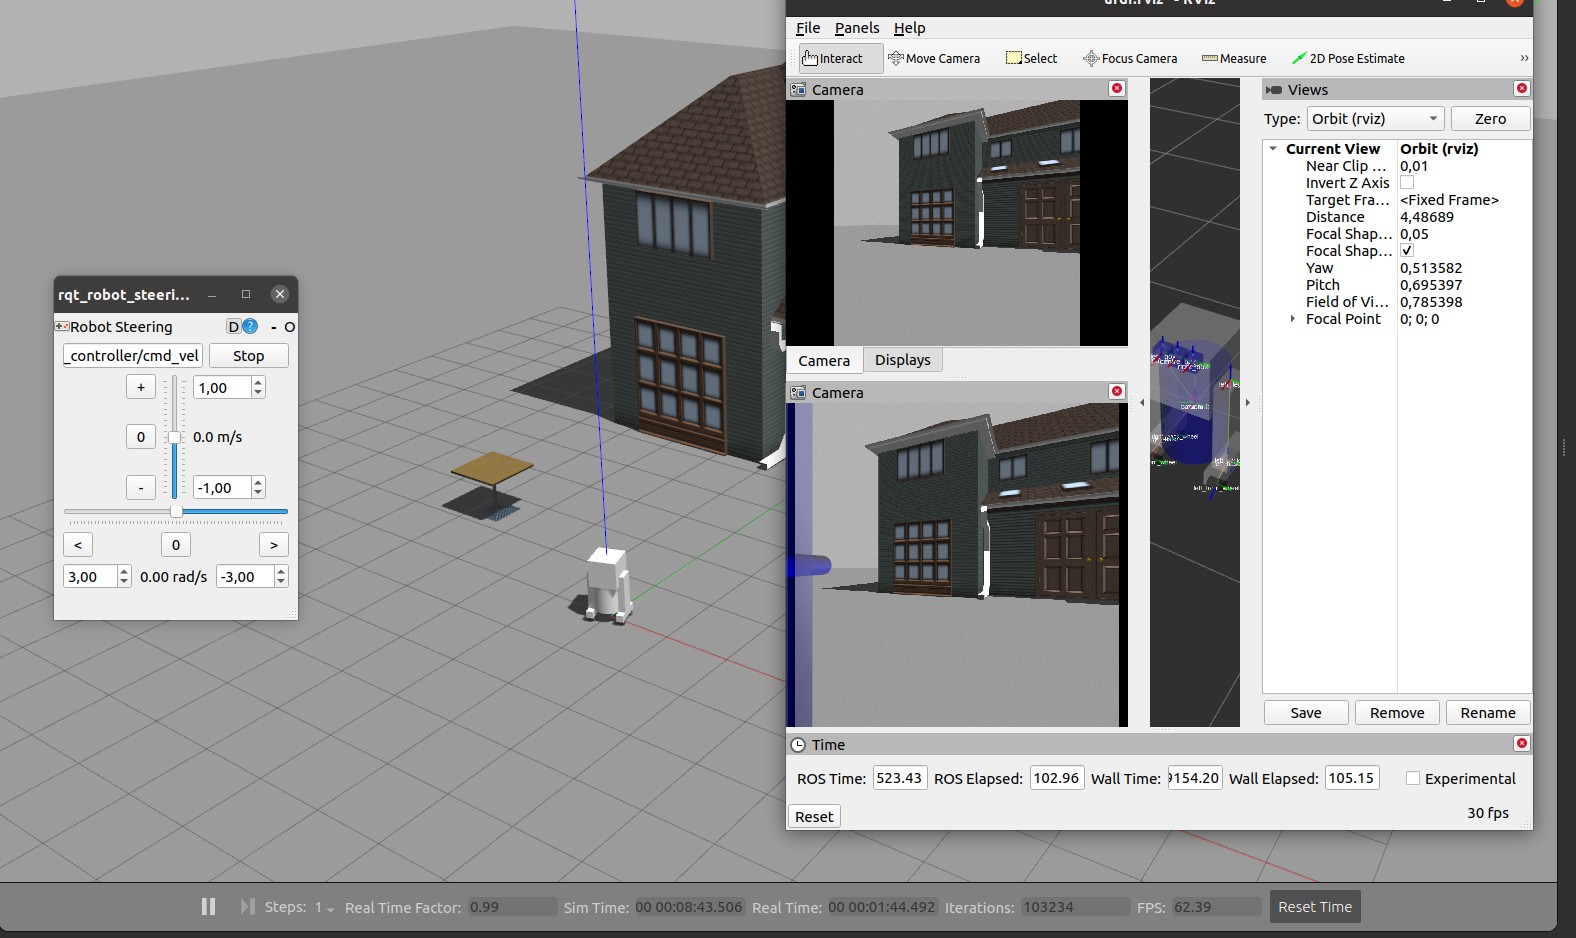 rqt_robot_steeri...
Robot Steering
D
?
- O
_controller/cmd_vel
Stop
+
1,00
0
0.0 m/s
-
-1,00
<
0
>
3,00
0.00 rad/s
-3,00
File
Panels
Help
Interact
Move Camera
Select
Focus Camera
Measure
2D Pose Estimate
»
Camera
Camera
Displays
Camera
Views
Type:
Orbit (rviz)
Zero
Current View Orbit (rviz)
Near Clip ... 0,01
Invert Z Axis
Target Fra... <Fixed Frame>
Distance 4,48689
Focal Shap... 0,05
Focal Shap...
Yaw 0,513582
Pitch 0,695397
Field of Vi... 0,785398
Focal Point 0; 0; 0
Save
Remove
Rename
Time
ROS Time: 523.43 ROS Elapsed: 102.96 Wall Time: 9154.20 Wall Elapsed: 105.15 Experimental
Reset
30 fps
Steps: 1 Real Time Factor: 0.99 Sim Time: 00 00:08:43.506 Real Time: 00 00:01:44.492 Iterations: 103234 FPS: 62.39 Reset Time